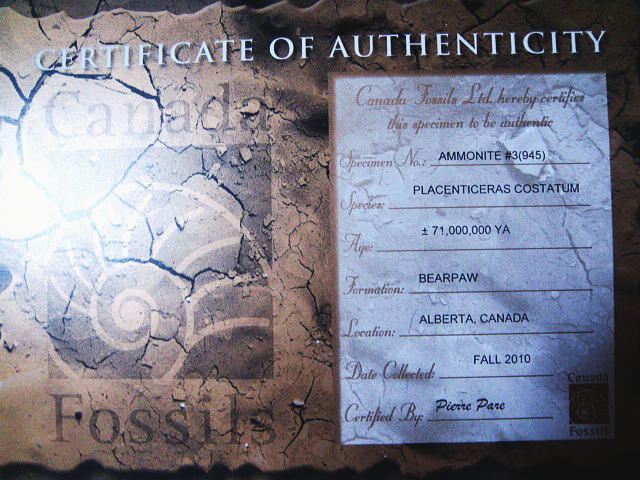 CERTIFICATE OF AUTHENTICITY
Canada
Fossils
Canada Fossils Ltd. hereby certifies
this specimen to be authentic
Specimen No.: AMMONITE #3(945)
Species: PLACENTICERAS COSTATUM
Age: ± 71,000,000 YA
Formation: BEARPAW
Location: ALBERTA, CANADA
Date Collected: FALL 2010
Certified By: Pierre Pare
Canada
Fossils